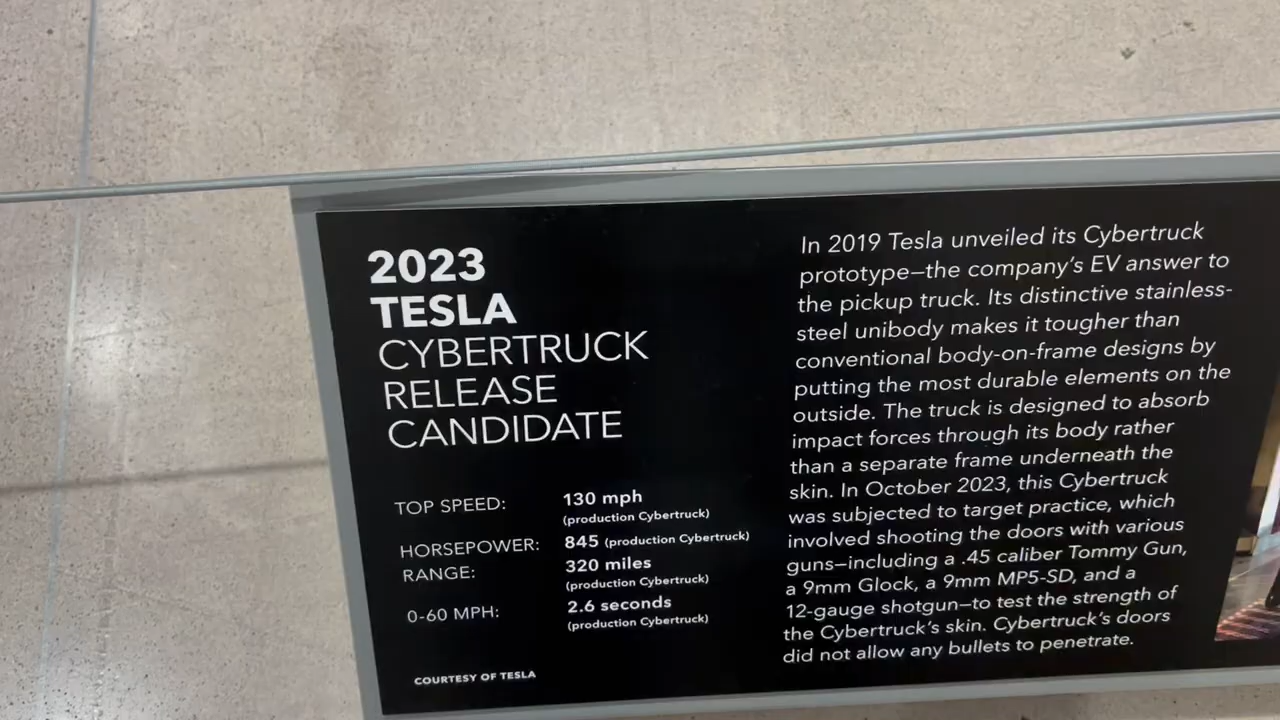 2023
TESLA
CYBERTRUCK
RELEASE
CANDIDATE
TOP SPEED: 130 mph
(production Cybertruck)
HORSEPOWER: 845 (production Cybertruck)
RANGE: 320 miles
(production Cybertruck)
0-60 MPH: 2.6 seconds
(production Cybertruck)
COURTESY OF TESLA
In 2019 Tesla unveiled its Cybertruck
prototype—the company's EV answer to
the pickup truck. Its distinctive stainless-
steel unibody makes it tougher than
conventional body-on-frame designs by
putting the most durable elements on the
outside. The truck is designed to absorb
impact forces through its body rather
than a separate frame underneath the
skin. In October 2023, this Cybertruck
was subjected to target practice, which
involved shooting the doors with various
guns—including a .45 caliber Tommy Gun,
a 9mm Glock, a 9mm MP5-SD, and a
12-gauge shotgun—to test the strength of
the Cybertruck's skin. Cybertruck's doors
did not allow any bullets to penetrate.